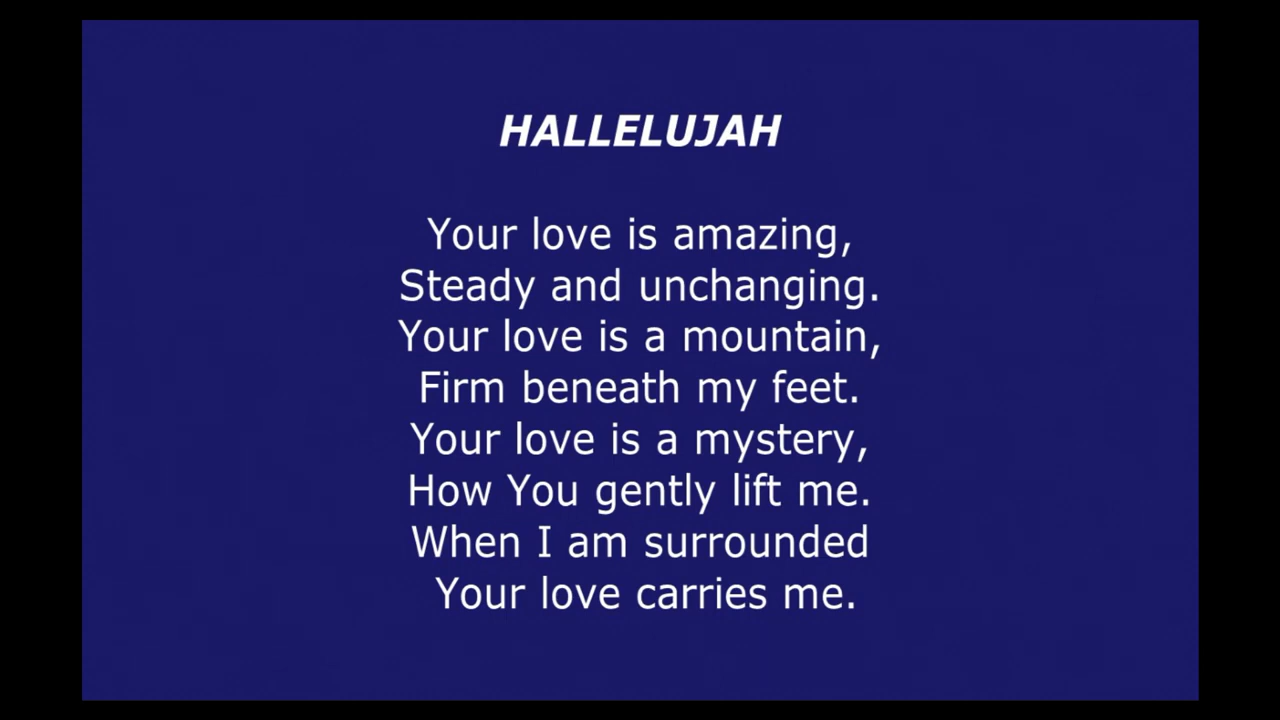 HALLELUJAH
Your love is amazing,
Steady and unchanging.
Your love is a mountain,
Firm beneath my feet.
Your love is a mystery,
How You gently lift me.
When I am surrounded
Your love carries me.